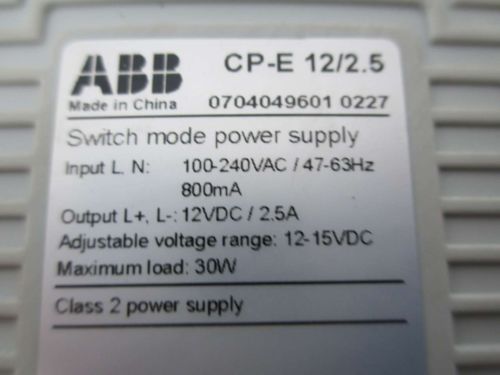 ABB CP-E 12/2.5
Made in China 0704049601 0227
Switch mode power supply
Input L. N: 100-240VAC / 47-63Hz
800mA
Output L+, L-: 12VDC / 2.5A
Adjustable voltage range: 12-15VDC
Maximum load: 30W
Class 2 power supply